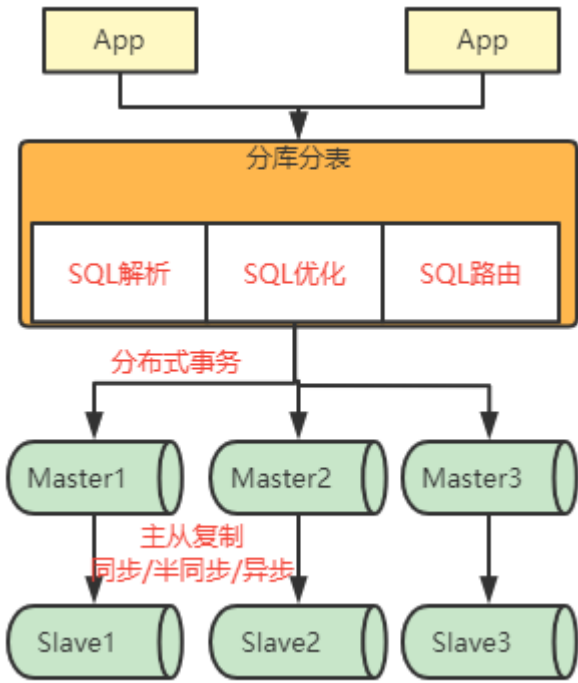 App
App
分库分表
SQL解析
SQL优化
SQL路由
分布式事务
Master1
Master2
Master3
主从复制
同步/半同步/异步
Slave1
Slave2
Slave3